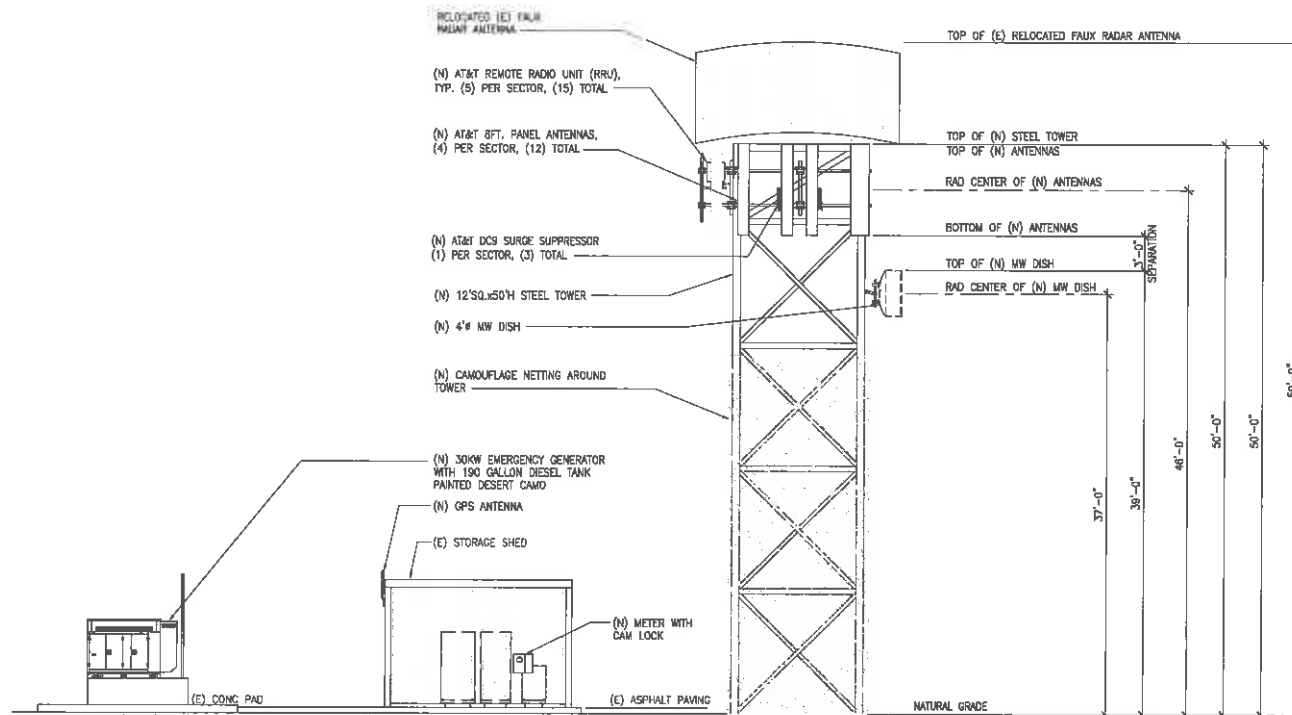 RELOCATED (E) FAUX
RADAR ANTENNA
TOP OF (E) RELOCATED FAUX RADAR ANTENNA
(N) AT&T REMOTE RADIO UNIT (RRU),
TYP. (5) PER SECTOR, (15) TOTAL
(N) AT&T 8FT. PANEL ANTENNAS,
(4) PER SECTOR, (12) TOTAL
TOP OF (N) STEEL TOWER
TOP OF (N) ANTENNAS
RAD CENTER OF (N) ANTENNAS
BOTTOM OF (N) ANTENNAS
3'-0"
SEPARATION
(N) AT&T DC9 SURGE SUPPRESSOR
(1) PER SECTOR, (3) TOTAL
TOP OF (N) MW DISH
RAD CENTER OF (N) MW DISH
(N) 12'SQ.x50'H STEEL TOWER
(N) 4'ø MW DISH
(N) CAMOUFLAGE NETTING AROUND
TOWER
37'-0"
39'-0"
46'-0"
50'-0"
50'-0"
(N) 30KW EMERGENCY GENERATOR
WITH 190 GALLON DIESEL TANK
PAINTED DESERT CAMO
(N) GPS ANTENNA
(E) STORAGE SHED
(N) METER WITH
CAM LOCK
(E) CONC PAD
(E) ASPHALT PAVING
NATURAL GRADE